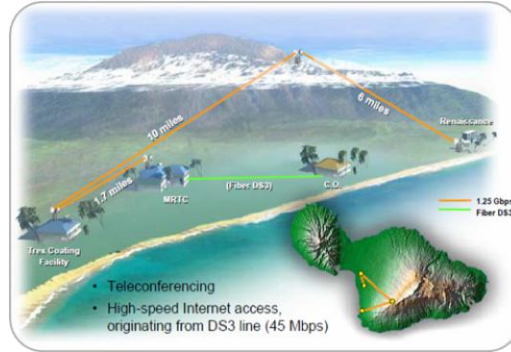 10 miles
6 miles
Renaissance
1.7 miles
MRTC
(Fiber DS3)
C.O.
Trex Coating
Facility
1.25 Gbps
Fiber DS3
• Teleconferencing
• High-speed Internet access,
originating from DS3 line (45 Mbps)